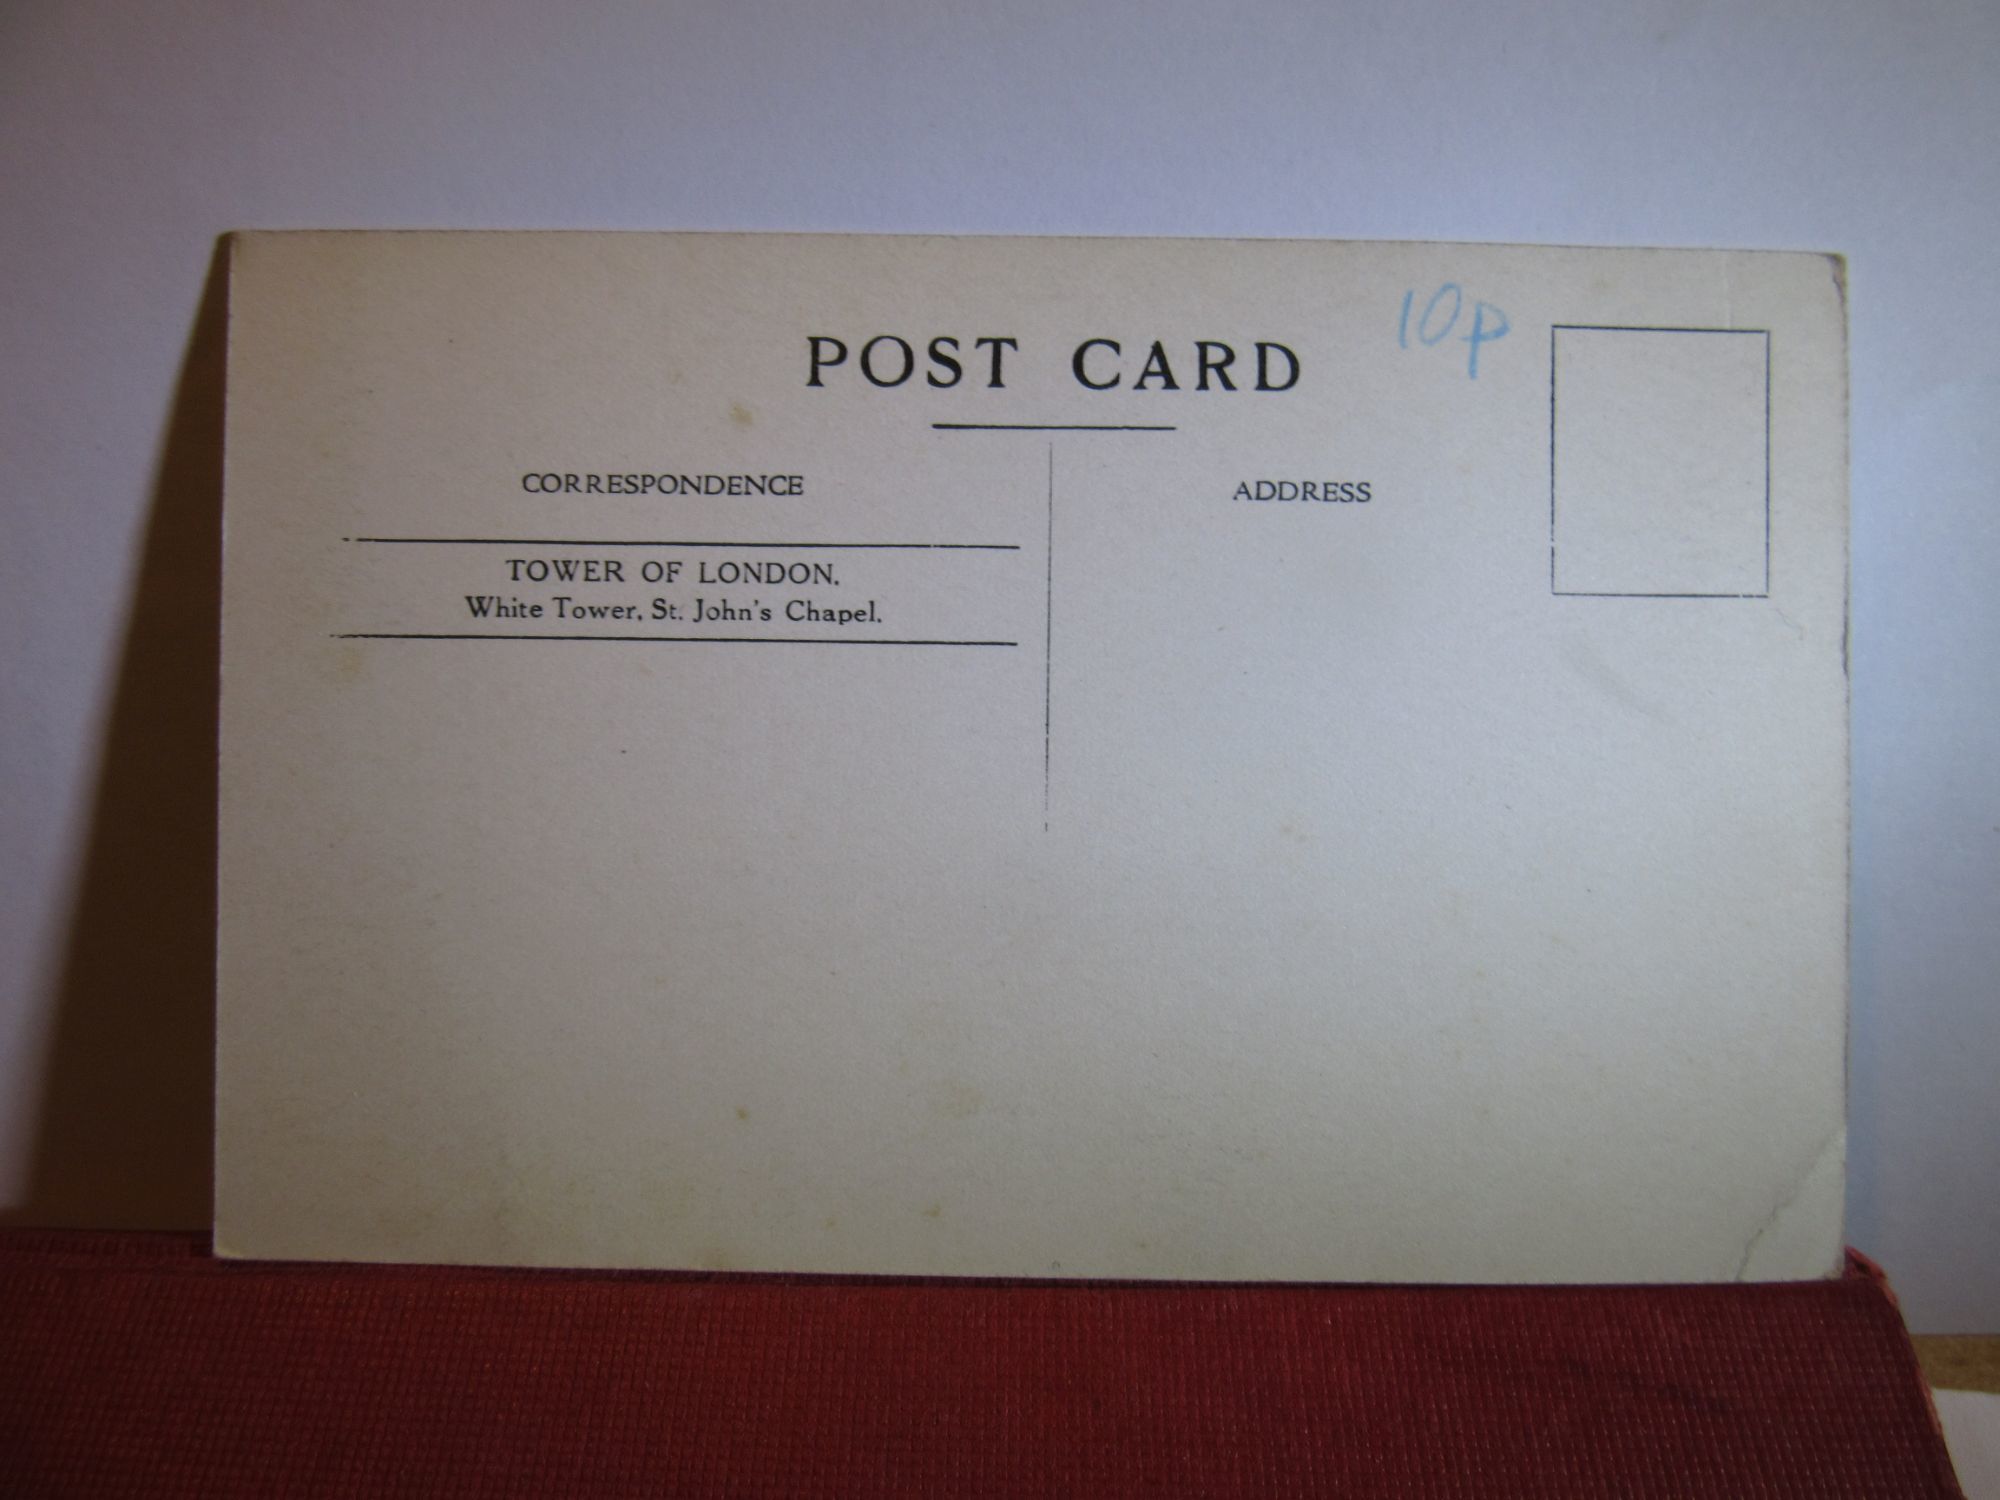 10p
POST CARD
CORRESPONDENCE
ADDRESS
TOWER OF LONDON.
White Tower, St. John's Chapel.